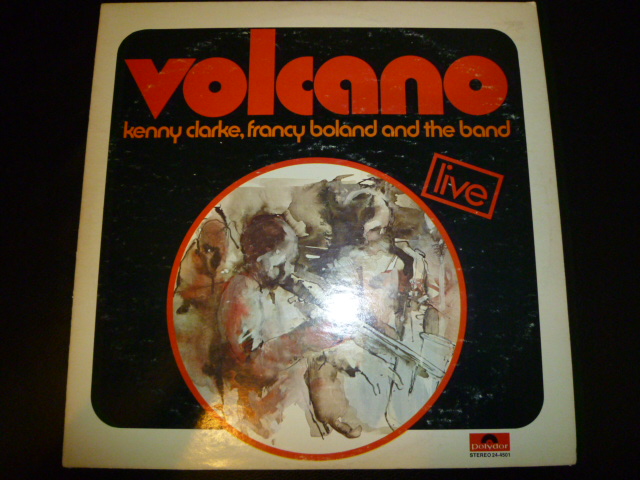 volcano
kenny clarke, francy boland and the band
live
Polydor
STEREO 24-4501